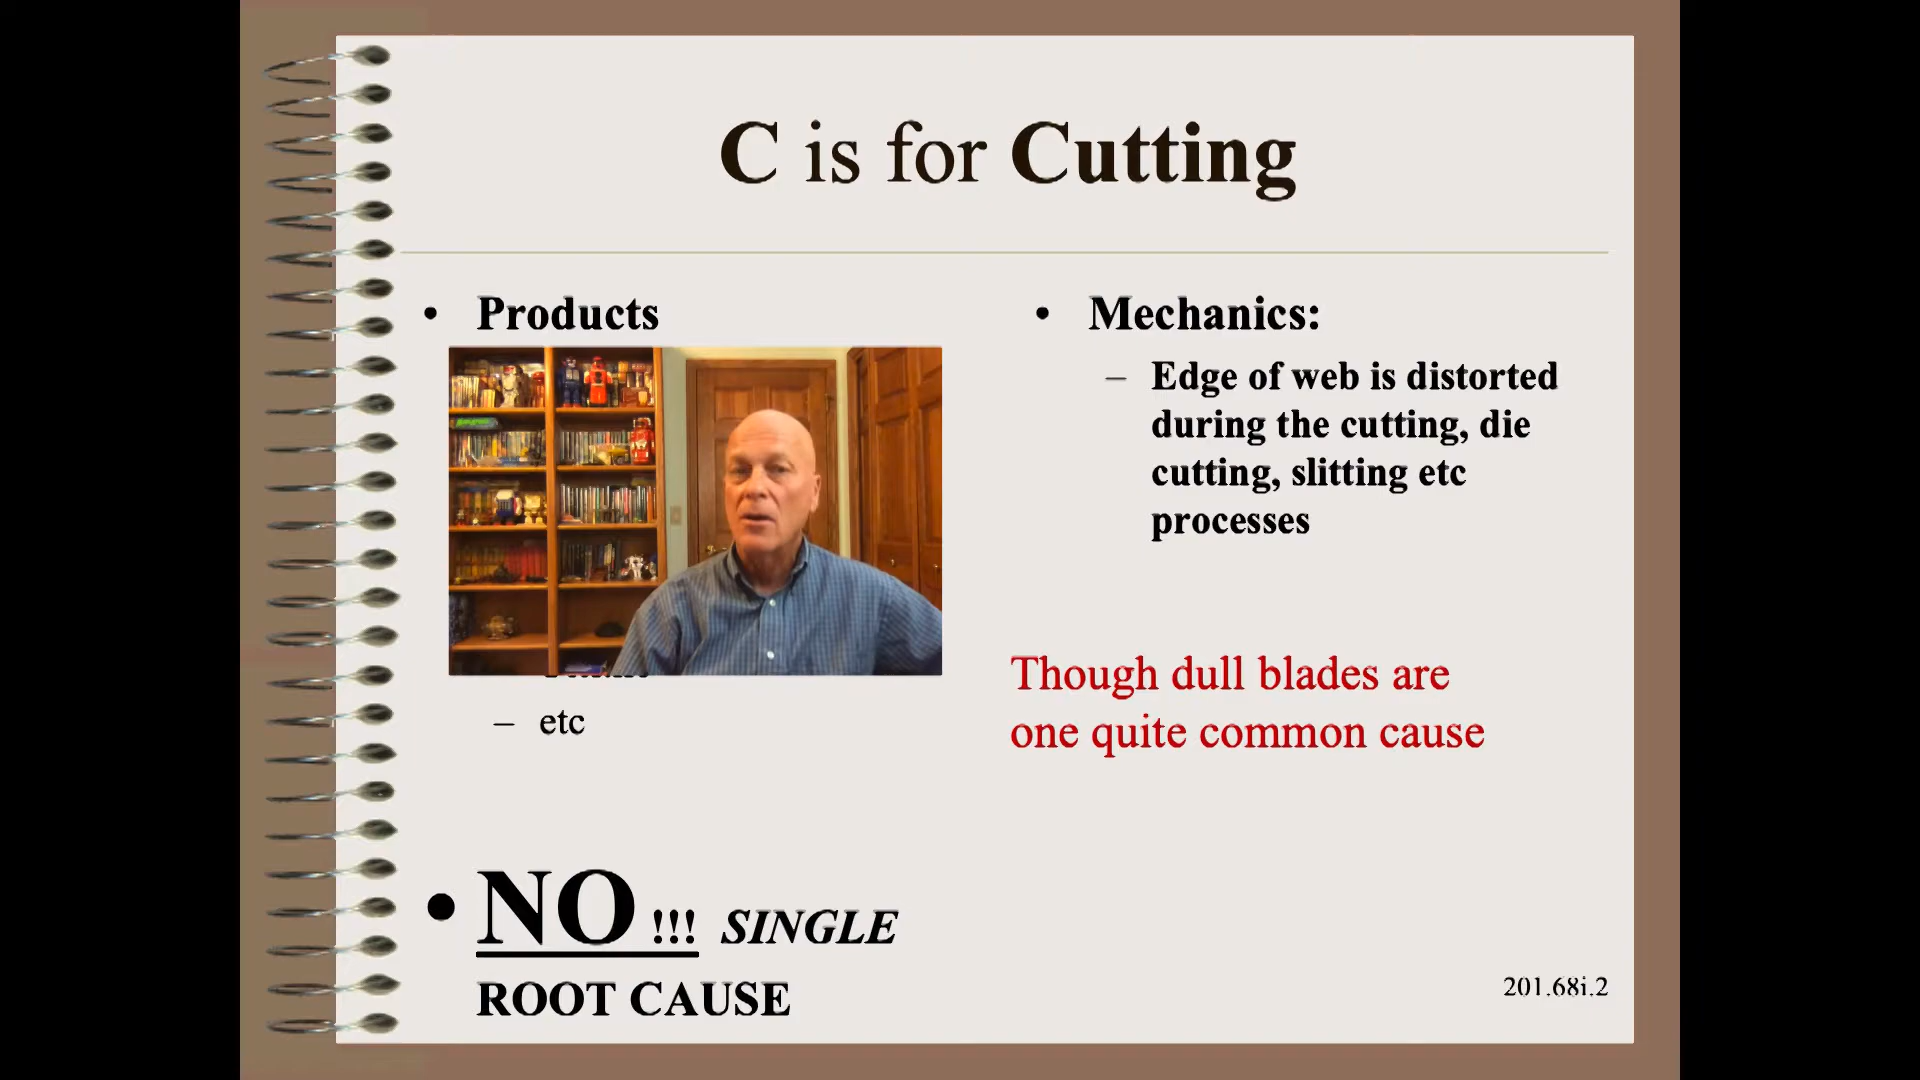 C is for Cutting
• Products
– etc
• NO !!! SINGLE
ROOT CAUSE
• Mechanics:
– Edge of web is distorted
during the cutting, die
cutting, slitting etc
processes
Though dull blades are
one quite common cause
201.68i.2